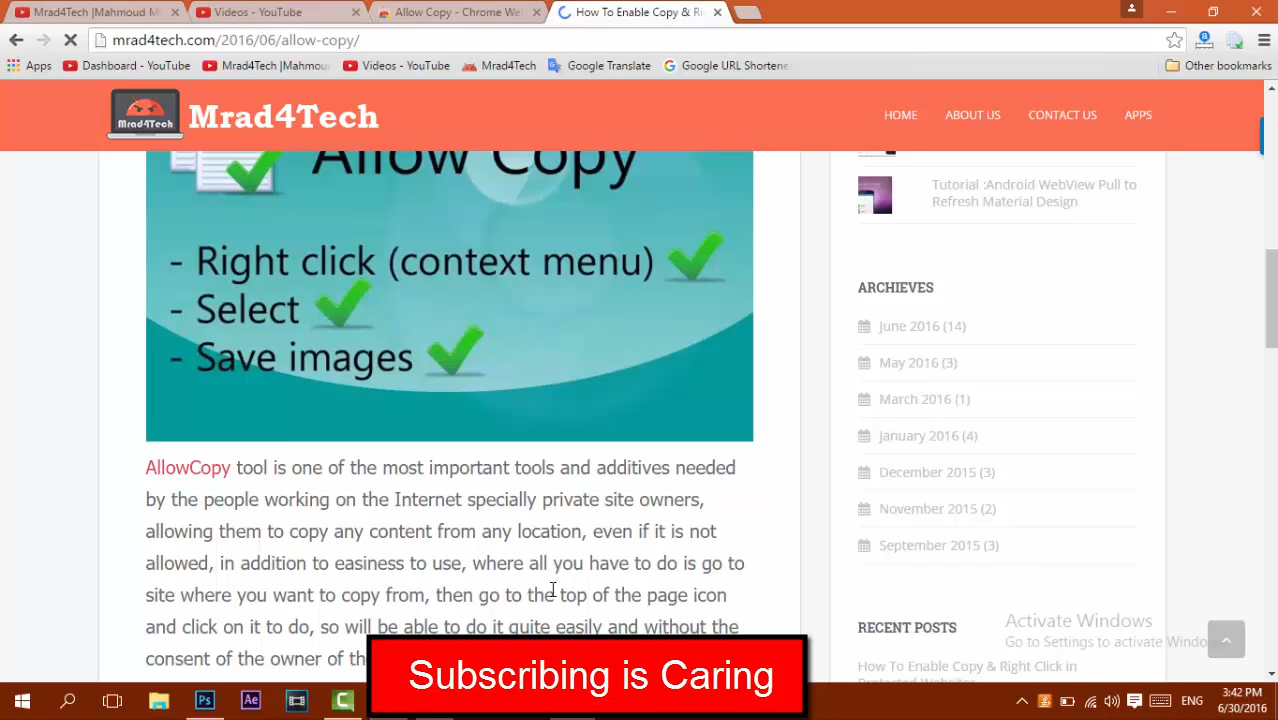 Mrad4Tech |Mahmoud M
Videos - YouTube
Allow Copy - Chrome We
How To Enable Copy & Ri
mrad4tech.com/2016/06/allow-copy/
Apps
Dashboard - YouTube
Mrad4Tech |Mahmou
Videos - YouTube
Mrad4Tech
Google Translate
Google URL Shortene
Other bookmarks
Mrad4Tech
Mrad4Tech
HOME
ABOUT US
CONTACT US
APPS
Allow Copy
- Right click (context menu)
- Select
- Save images
AllowCopy tool is one of the most important tools and additives needed
by the people working on the Internet specially private site owners,
allowing them to copy any content from any location, even if it is not
allowed, in addition to easiness to use, where all you have to do is go to
site where you want to copy from, then go to the top of the page icon
and click on it to do, so will be able to do it quite easily and without the
consent of the owner of the
Tutorial :Android WebView Pull to
Refresh Material Design
ARCHIEVES
June 2016 (14)
May 2016 (3)
March 2016 (1)
January 2016 (4)
December 2015 (3)
November 2015 (2)
September 2015 (3)
RECENT POSTS
How To Enable Copy & Right Click in
Protected Websites
Activate Windows
Go to Settings to activate Windows
Subscribing is Caring
Ps
Ae
ENG
3:42 PM
6/30/2016